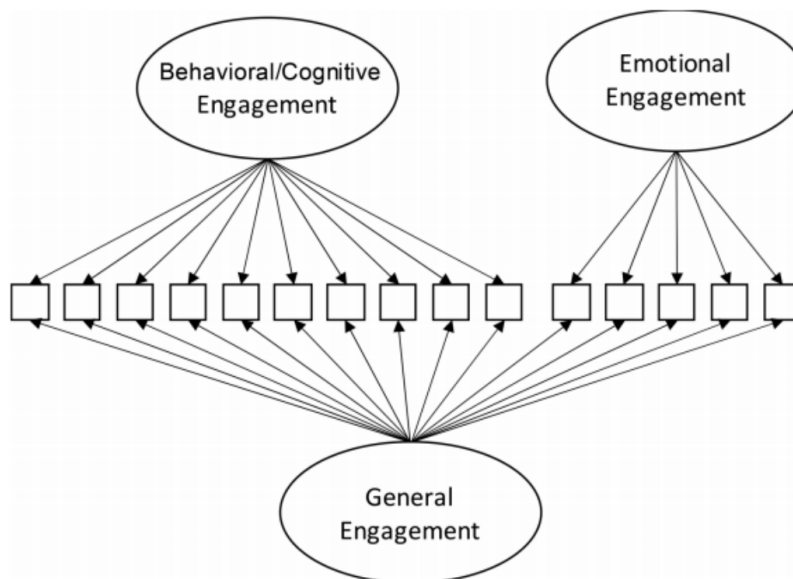 Behavioral/Cognitive
Engagement
Emotional
Engagement
General
Engagement